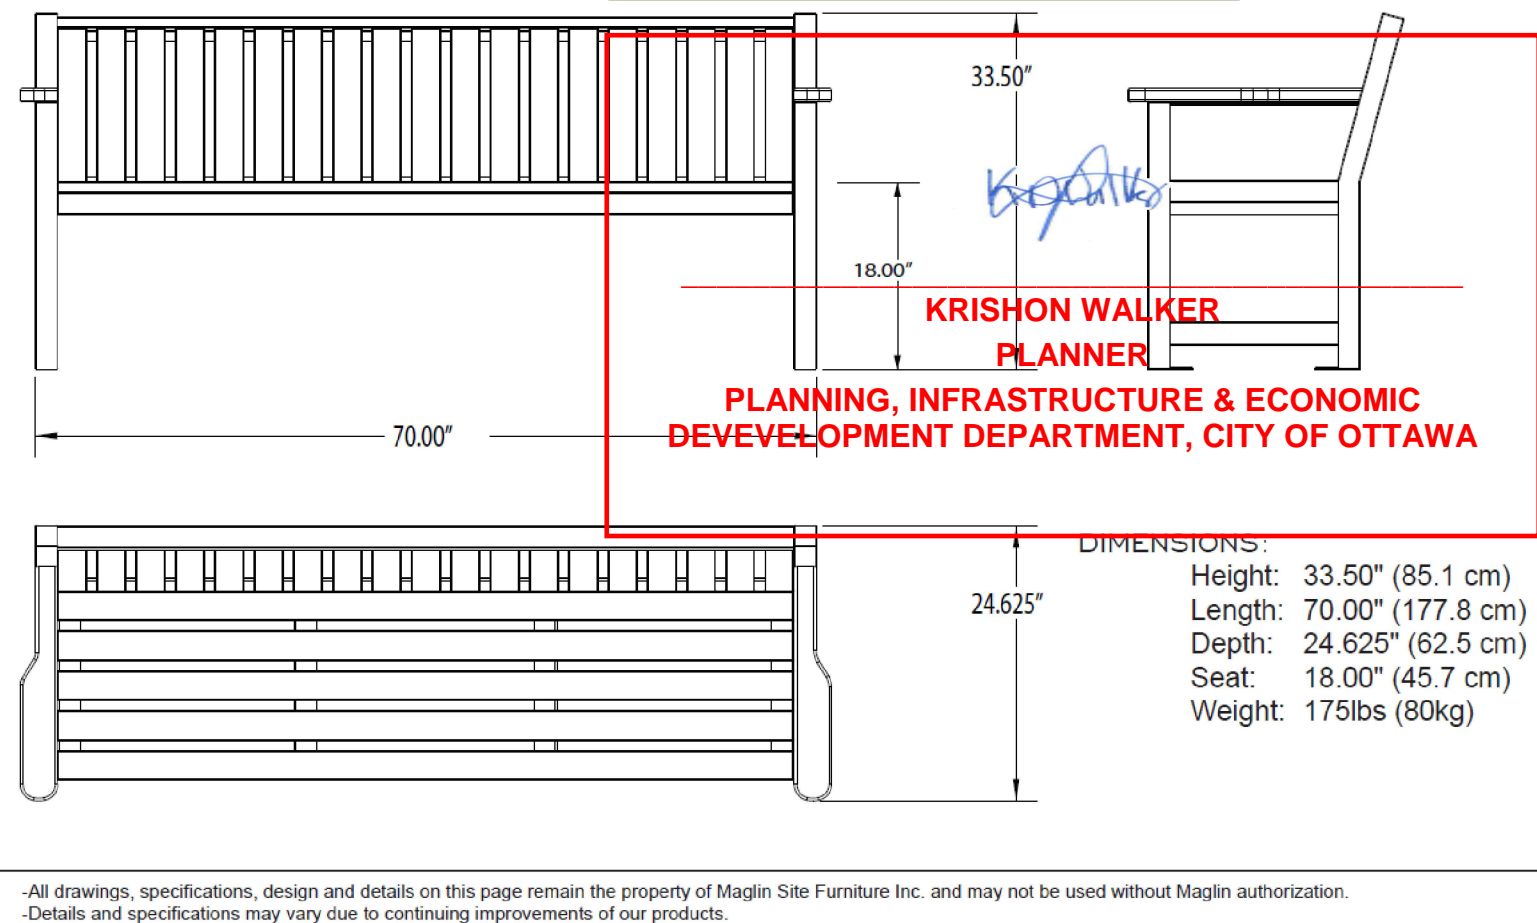 33.50"
18.00"
KRISHON WALKER
PLANNER
PLANNING, INFRASTRUCTURE & ECONOMIC
DEVEVELOPMENT DEPARTMENT, CITY OF OTTAWA
70.00"
24.625"
DIMENSIONS:
Height: 33.50" (85.1 cm)
Length: 70.00" (177.8 cm)
Depth: 24.625" (62.5 cm)
Seat: 18.00" (45.7 cm)
Weight: 175lbs (80kg)
-All drawings, specifications, design and details on this page remain the property of Maglin Site Furniture Inc. and may not be used without Maglin authorization.
-Details and specifications may vary due to continuing improvements of our products.